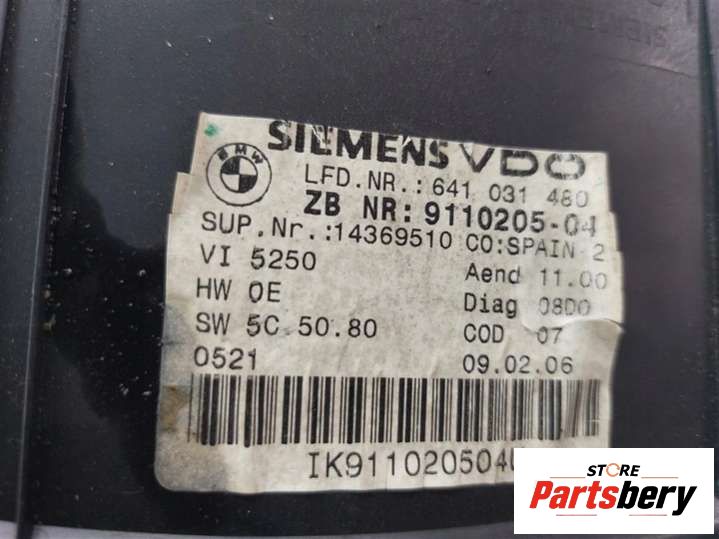 SIEMENS VDO
BMW
LFD.NR.:641 031 480
ZB NR: 9110205-04
SUP.Nr.:14369510 CO:SPAIN 2
VI 5250 Aend 11.00
HW 0E Diag 08D0
SW 5C 50.80 COD 07
0521 09.02.06
STORE
Partsbery